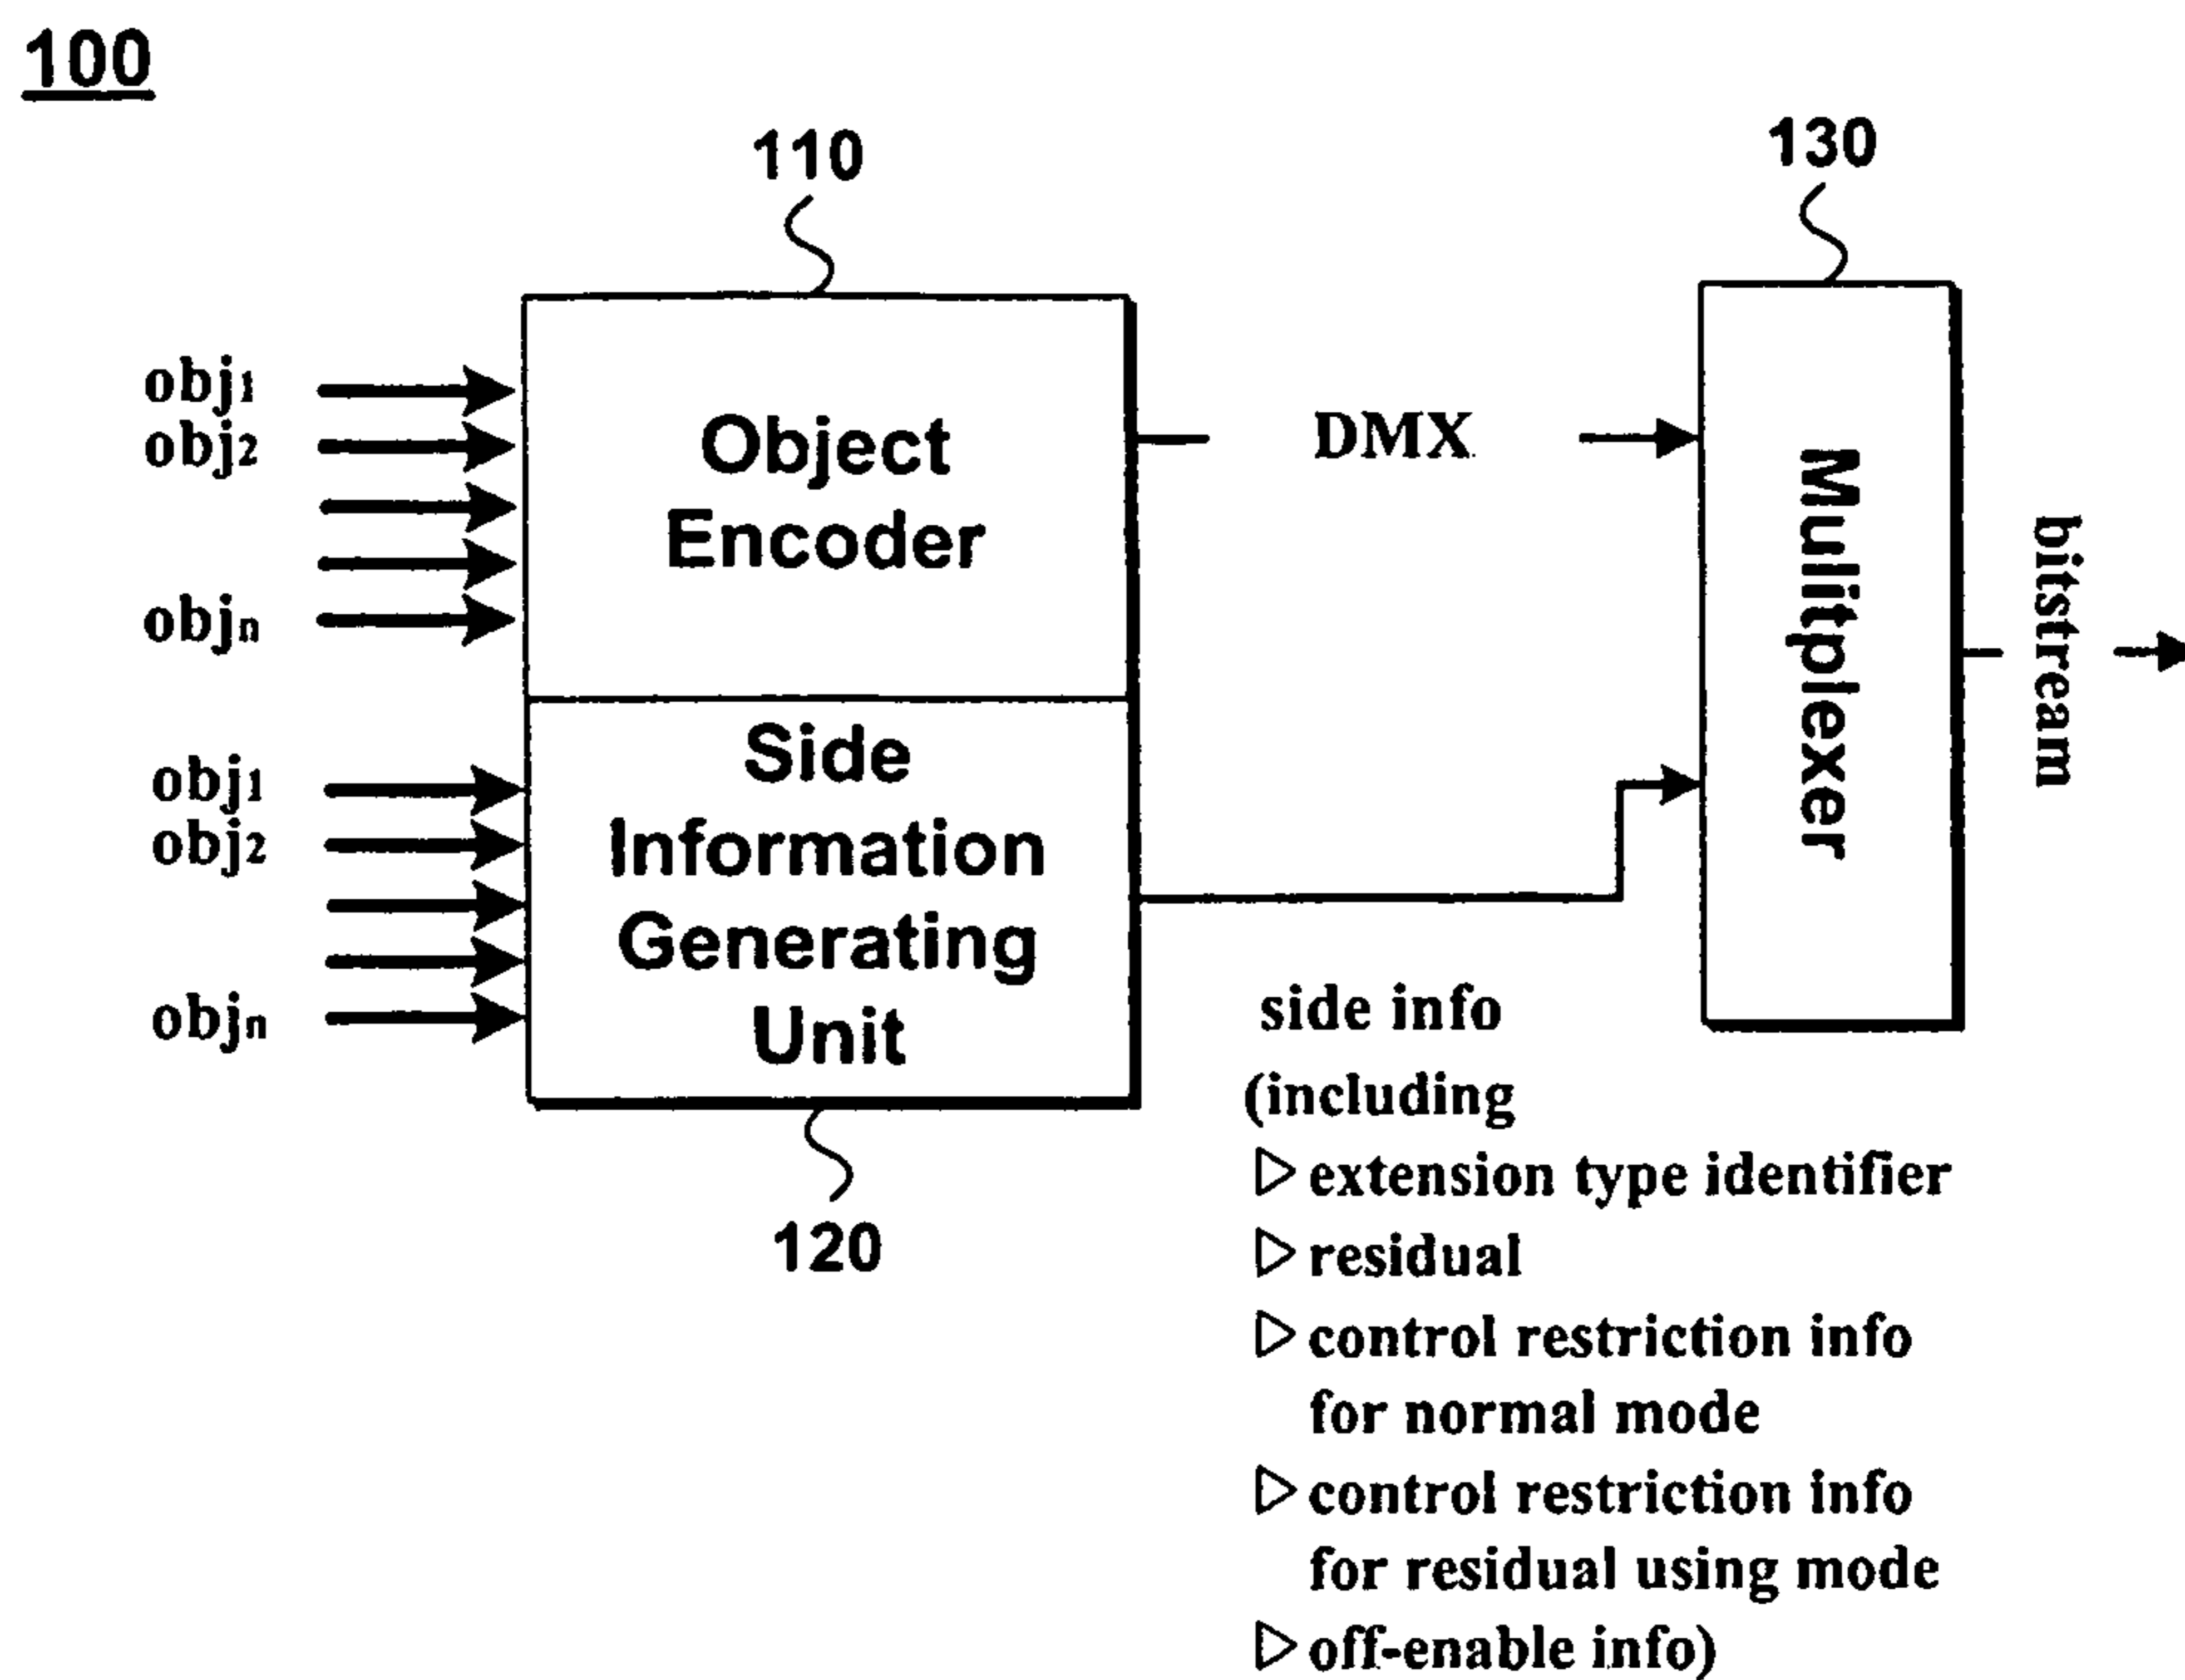 100
110
130
obj1
obj2
objn
Object
Encoder
DMX
Mulitplexer
bitstream
obj1
obj2
objn
Side
Information
Generating
Unit
120
side info
(including
▷ extension type identifier
▷ residual
▷ control restriction info
for normal mode
▷ control restriction info
for residual using mode
▷ off-enable info)